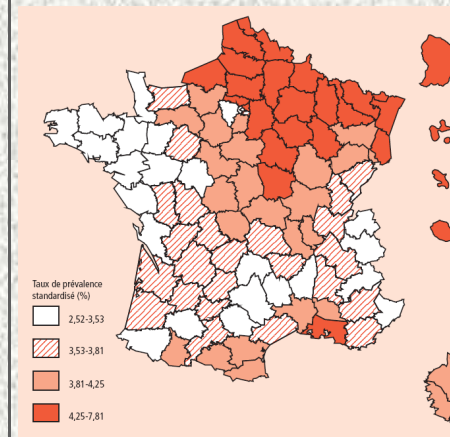 Taux de prévalence
standardisé (%)
2,52-3,53
3,53-3,81
3,81-4,25
4,25-7,81